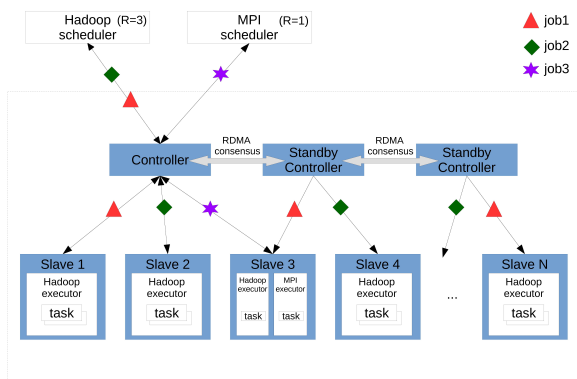 Hadoop (R=3)
scheduler
MPI (R=1)
scheduler
job1
job2
job3
Controller
RDMA
consensus
Standby
Controller
RDMA
consensus
Standby
Controller
Slave 1
Hadoop
executor
task
Slave 2
Hadoop
executor
task
Slave 3
Hadoop
executor
task
MPI
executor
task
Slave 4
Hadoop
executor
task
...
Slave N
Hadoop
executor
task